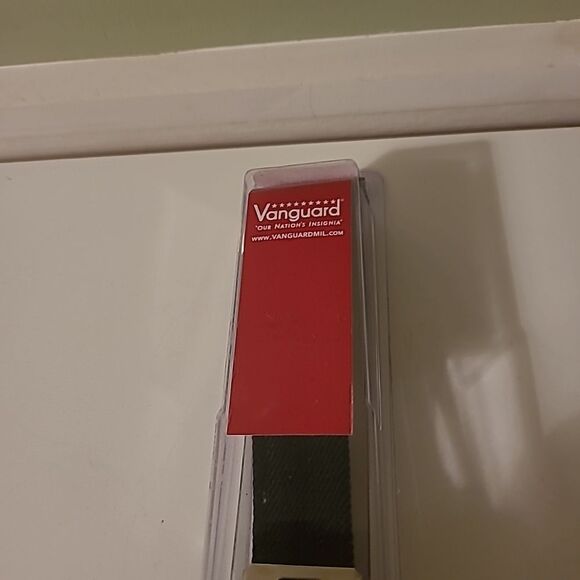 Vanguard®
"OUR NATION'S INSIGNIA"
WWW.VANGUARDMIL.COM